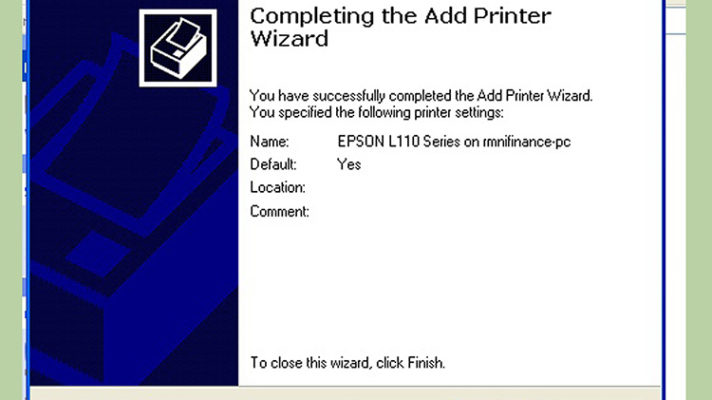 Completing the Add Printer
Wizard
You have successfully completed the Add Printer Wizard.
You specified the following printer settings:
Name: EPSON L110 Series on rmnifinance-pc
Default: Yes
Location:
Comment:
To close this wizard, click Finish.